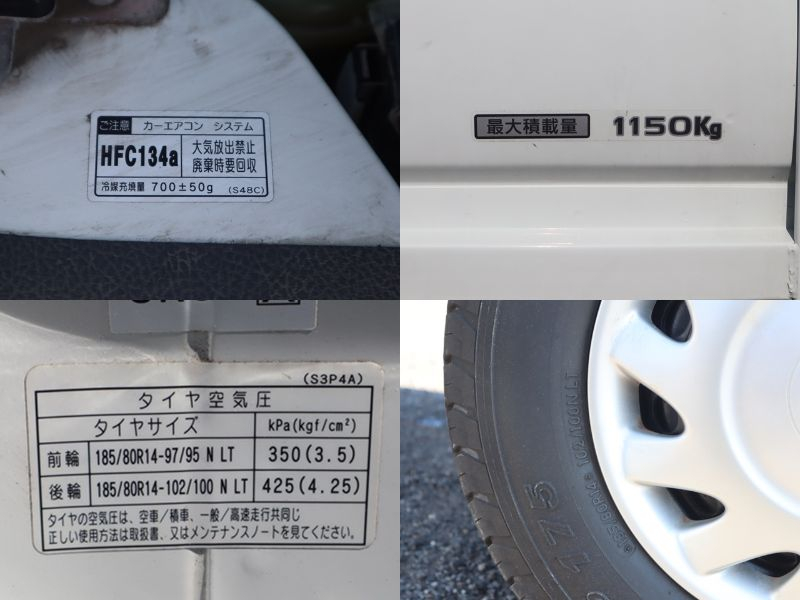 ご注意 カーエアコン システム
HFC134a
大気放出禁止
廃棄時要回収
冷媒充填量 700±50g (S48C)
最大積載量 1150Kg
(S3P4A)
タイヤ空気圧
タイヤサイズ kPa(kgf/cm²)
前輪 185/80R14-97/95 N LT 350(3.5)
後輪 185/80R14-102/100 N LT 425(4.25)
タイヤの空気圧は、空車/積車、一般/高速走行共同じ
正しい使用方法は取扱書、又はメンテナンスノートを見てください。
185/80R14 102/100N LT
175